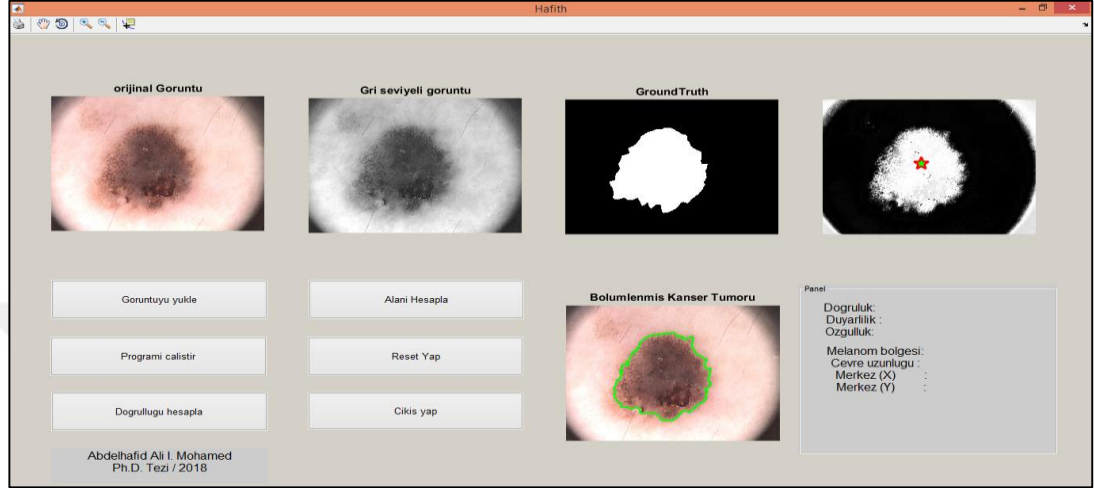 Hafith
orijinal Goruntu
Gri seviyeli goruntu
GroundTruth
Goruntuyu yukle
Alani Hesapla
Programi calistir
Reset Yap
Dogrullugu hesapla
Cikis yap
Abdelhafid Ali I. Mohamed
Ph.D. Tezi / 2018
Bolumlenmis Kanser Tumoru
Panel
Dogruluk:
Duyarlilik :
Ozgulluk:
Melanom bolgesi:
Cevre uzunlugu :
Merkez (X) :
Merkez (Y) :